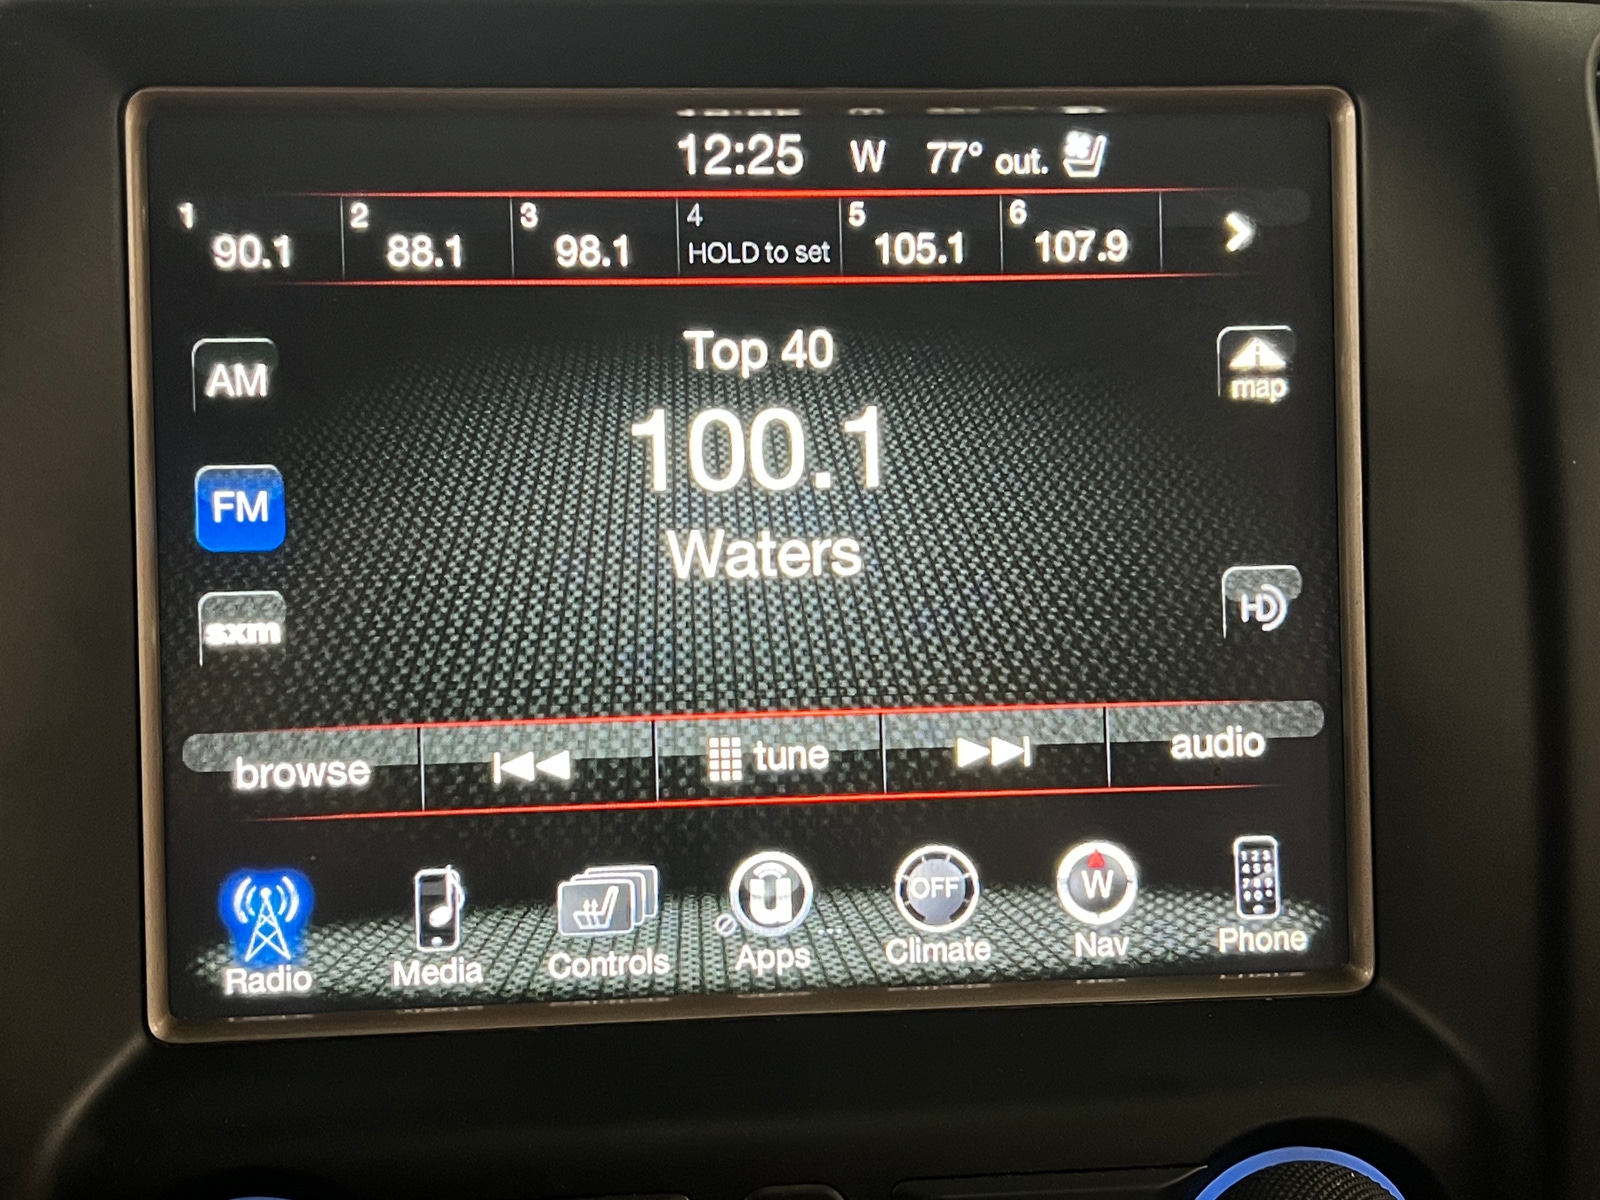 12:25 W 77° out.
1 2 3 4 5 6
90.1 88.1 98.1 HOLD to set 105.1 107.9
Top 40
AM
map
100.1
FM
Waters
sxm
HD
browse tune audio
OFF W
Radio Media Controls Apps Climate Nav Phone